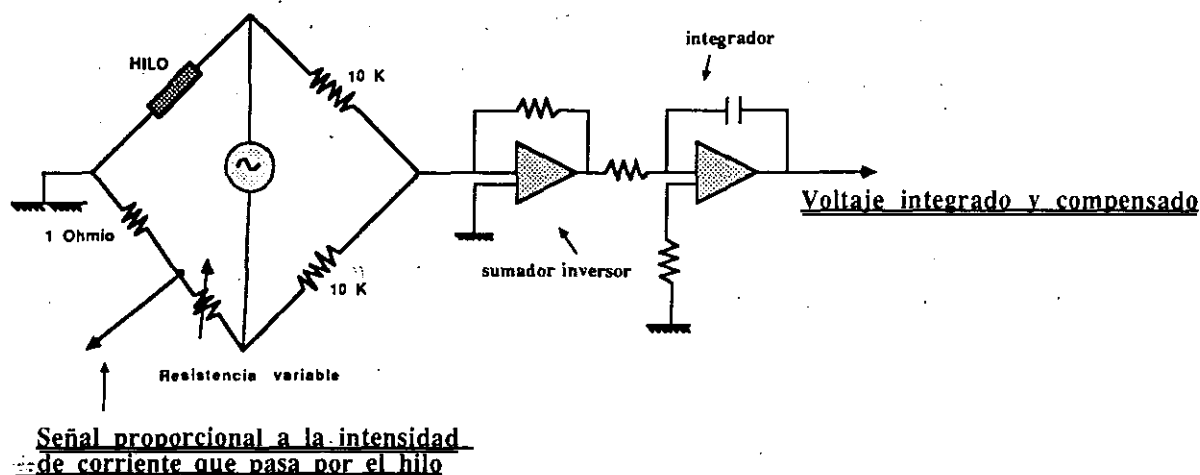 integrador
HILO
10 K
Voltaje integrado y compensado
1 Ohmio
sumador inversor
10 K
Resistencia variable
Señal proporcional a la intensidad
de corriente que pasa por el hilo